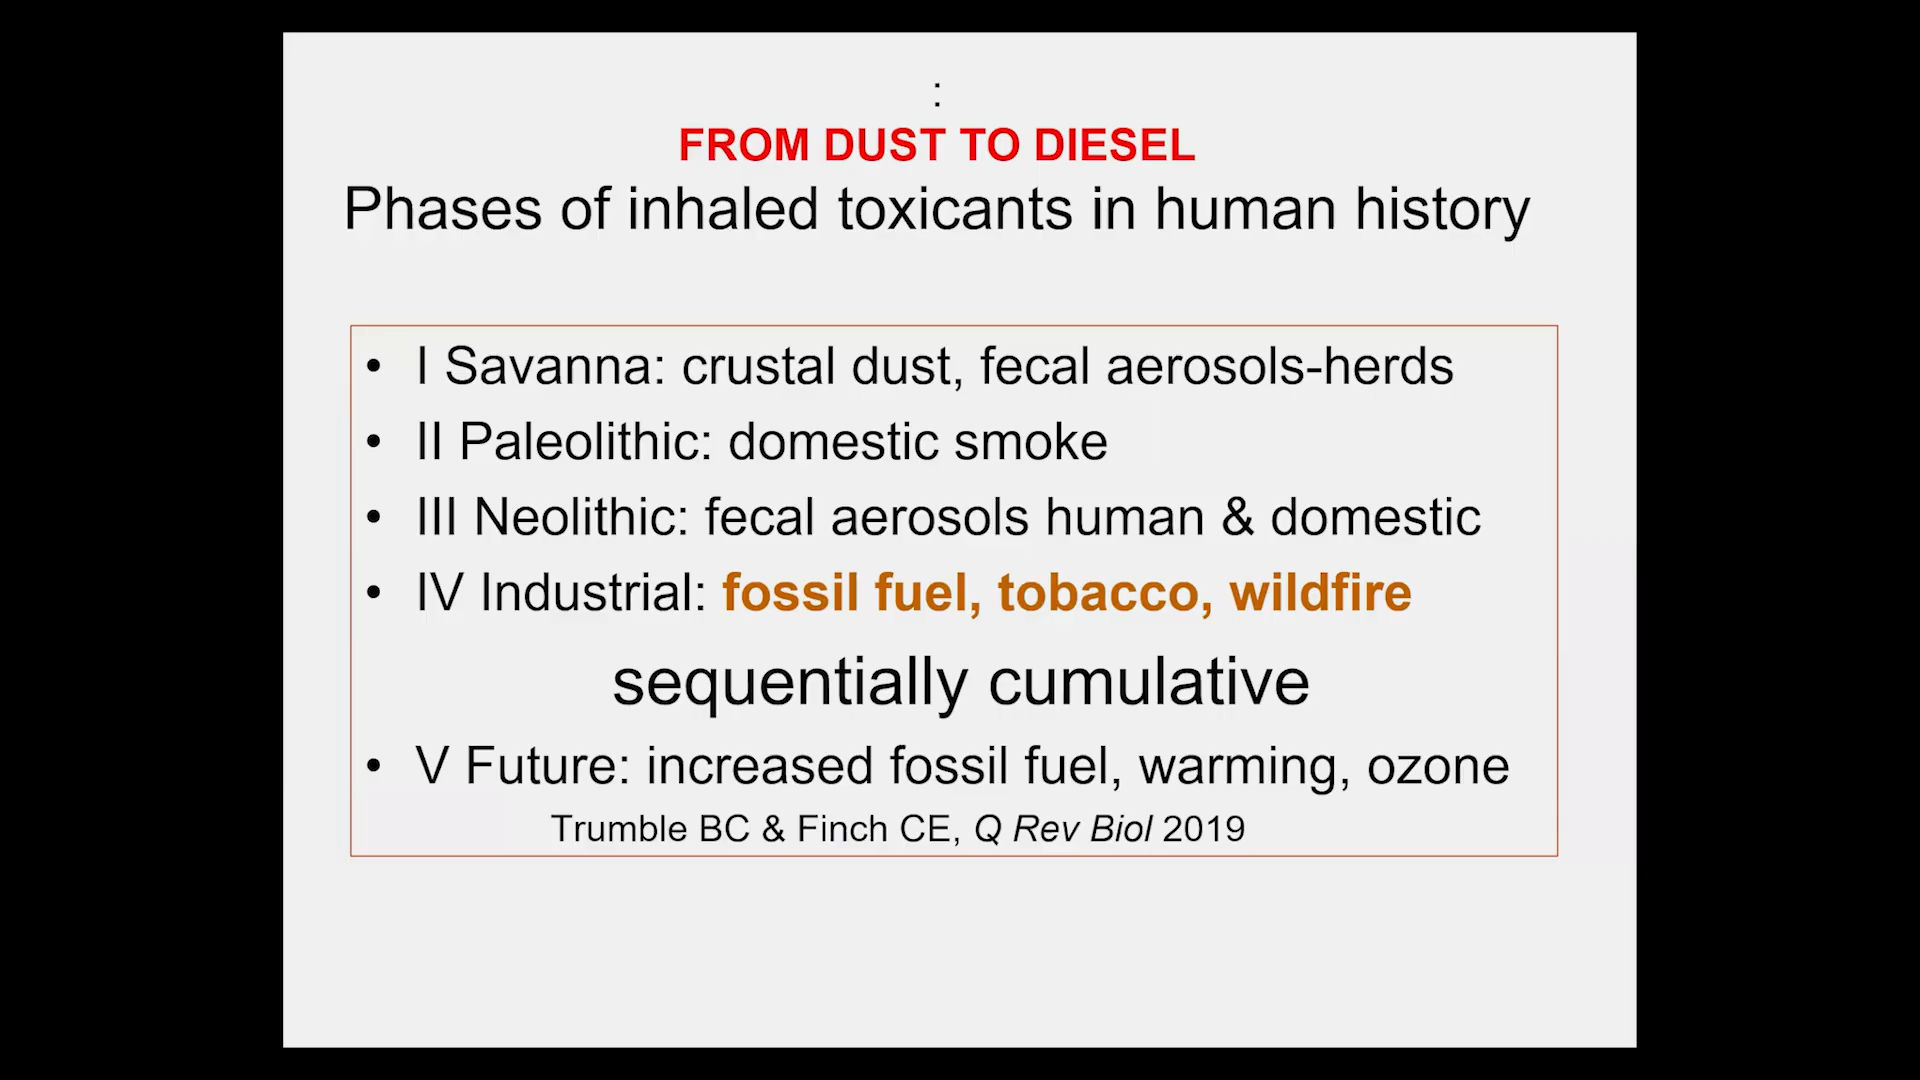 :
FROM DUST TO DIESEL
Phases of inhaled toxicants in human history
• I Savanna: crustal dust, fecal aerosols-herds
• II Paleolithic: domestic smoke
• III Neolithic: fecal aerosols human & domestic
• IV Industrial: fossil fuel, tobacco, wildfire
sequentially cumulative
• V Future: increased fossil fuel, warming, ozone
Trumble BC & Finch CE, Q Rev Biol 2019